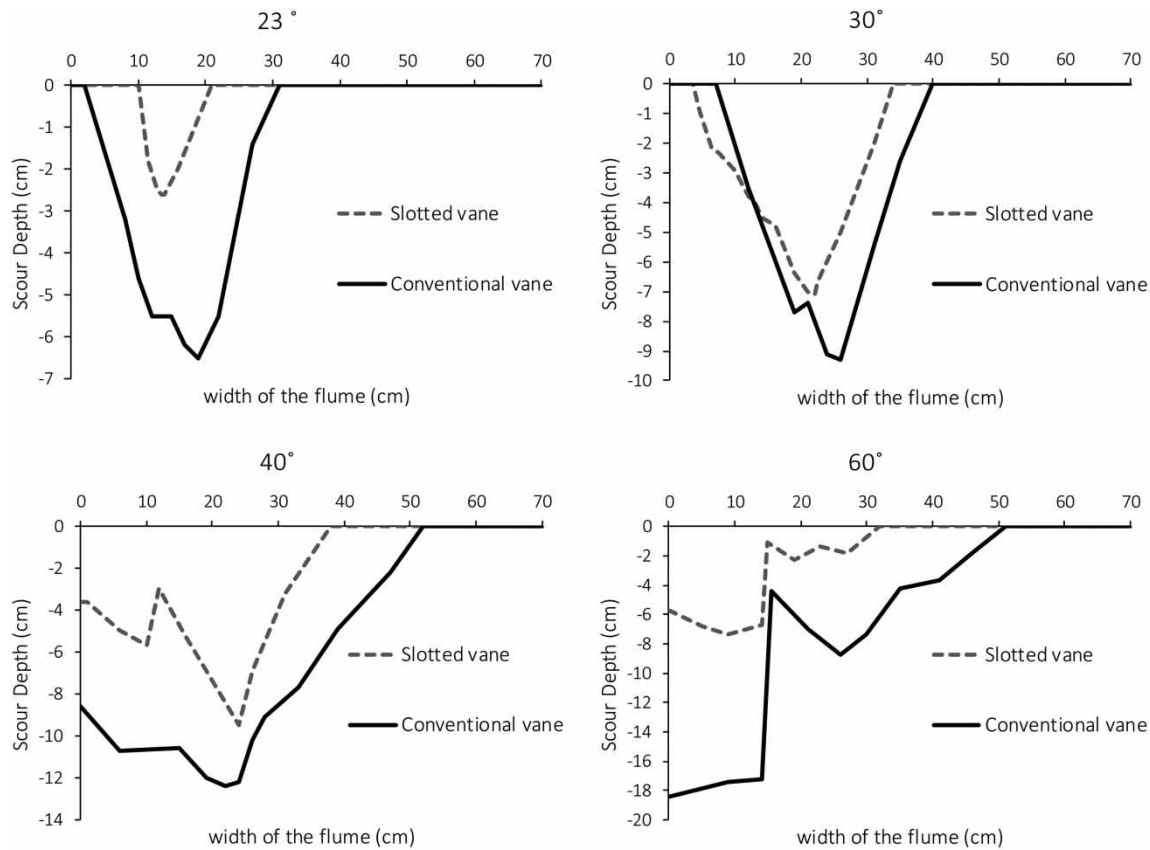 23°
0 10 20 30 40 50 60 70
0
-1
-2
-3
-4
-5
-6
-7
Scour Depth (cm)
Slotted vane
Conventional vane
width of the flume (cm)
30°
0 10 20 30 40 50 60 70
0
-1
-2
-3
-4
-5
-6
-7
-8
-9
-10
Scour Depth (cm)
Slotted vane
Conventional vane
width of the flume (cm)
40°
0 10 20 30 40 50 60 70
0
-2
-4
-6
-8
-10
-12
-14
Scour Depth (cm)
Slotted vane
Conventional vane
width of the flume (cm)
60°
0 10 20 30 40 50 60 70
0
-2
-4
-6
-8
-10
-12
-14
-16
-18
-20
Scour Depth (cm)
Slotted vane
Conventional vane
width of the flume (cm)